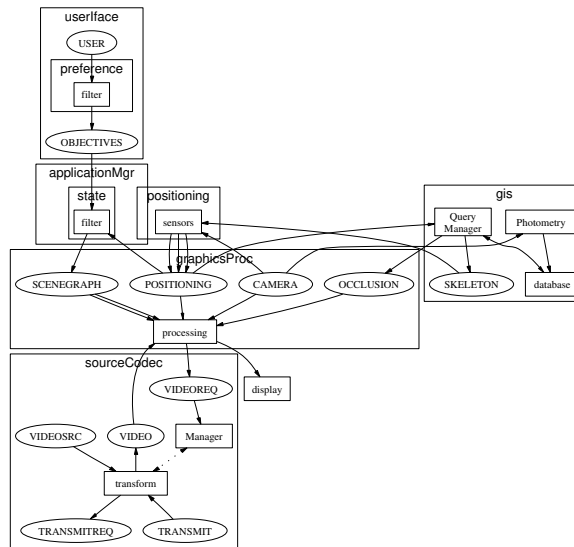 userIface
USER
preference
filter
OBJECTIVES
applicationMgr
state
filter
positioning
sensors
gis
Query
Manager
Photometry
graphicsProc
SCENEGRAPH
POSITIONING
CAMERA
OCCLUSION
SKELETON
database
processing
sourceCodec
VIDEOREQ
display
VIDEOSRC
VIDEO
Manager
transform
TRANSMITREQ
TRANSMIT